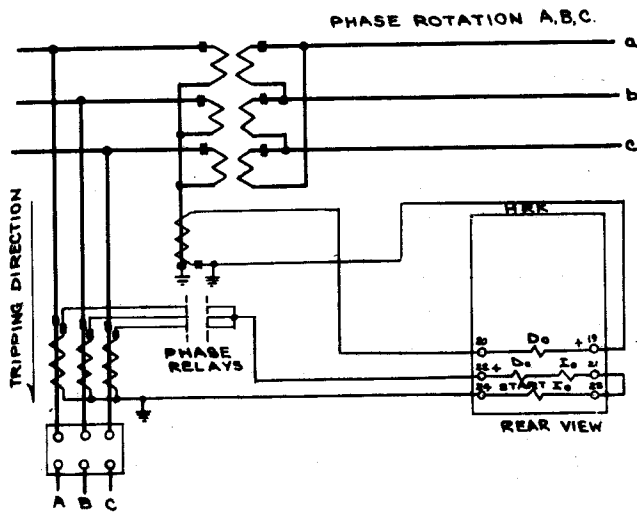 PHASE ROTATION A,B,C.
a
b
c
TRIPPING DIRECTION
HRK
PHASE
RELAYS
20 Do + 19
22 + Do Io 21
24 START Io 23
REAR VIEW
A B C